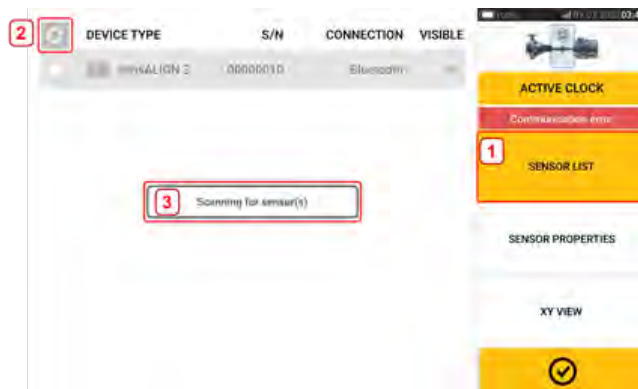 2
DEVICE TYPE S/N CONNECTION VISIBLE
sensALIGN 3 00000010 Bluetooth
3 Scanning for sensor(s)
ACTIVE CLOCK
Communication error
1
SENSOR LIST
SENSOR PROPERTIES
XY VIEW